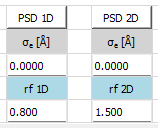 PSD 1D PSD 2D
σₑ [Å] σₑ [Å]
0.0000 0.0000
rf 1D rf 2D
0.800 1.500